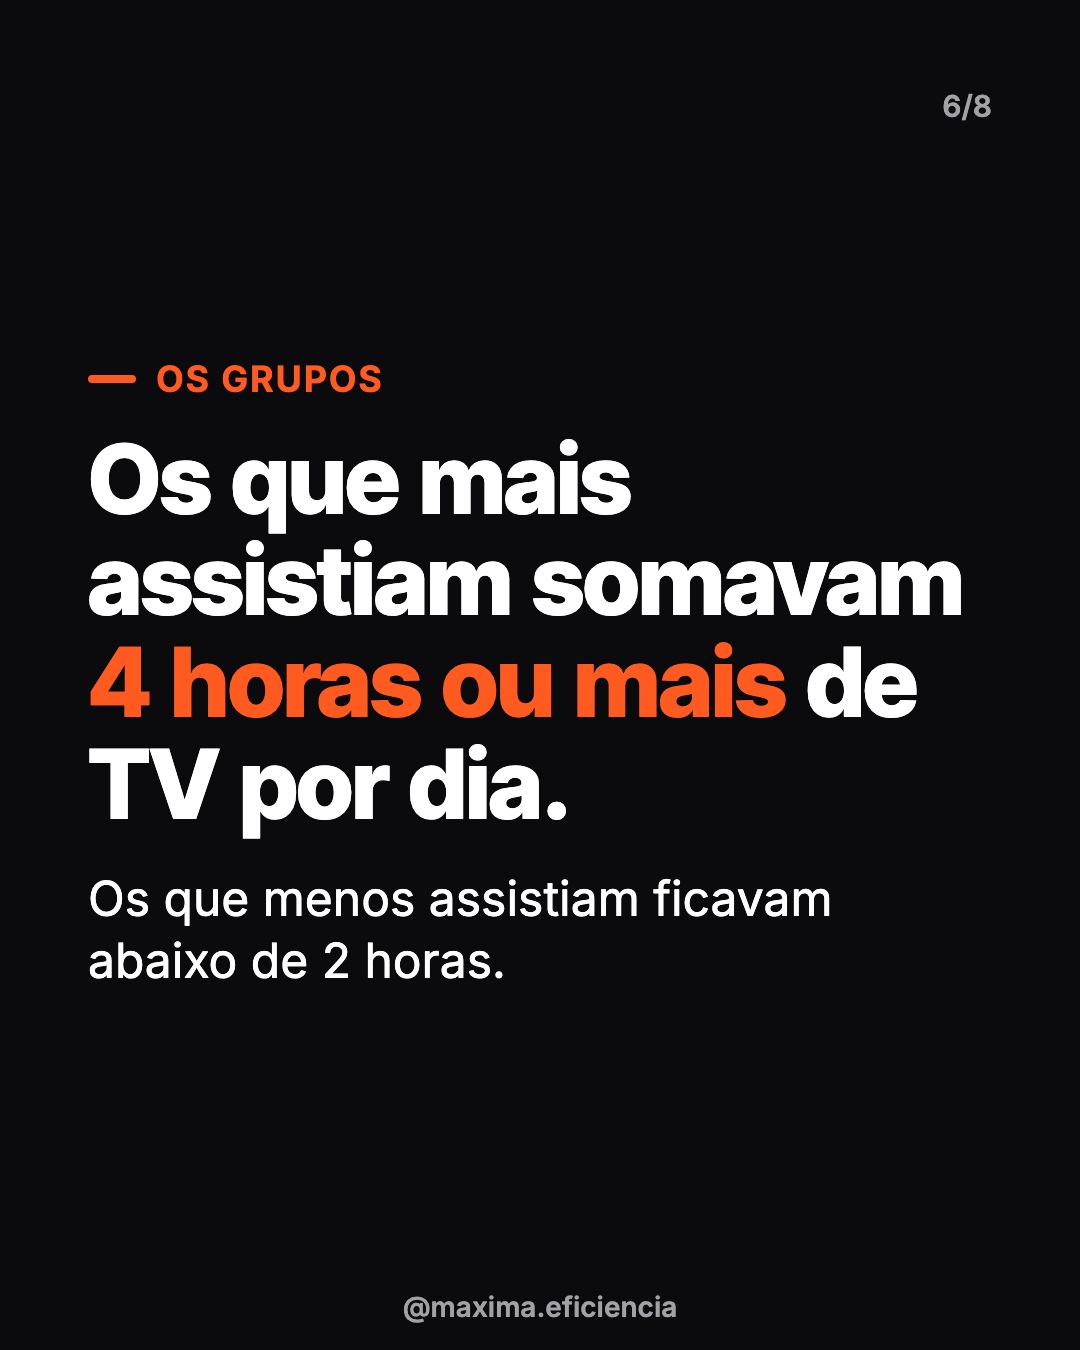 6/8
OS GRUPOS
Os que mais
assistiam somavam
4 horas ou mais de
TV por dia.
Os que menos assistiam ficavam
abaixo de 2 horas.
@maxima.eficiencia